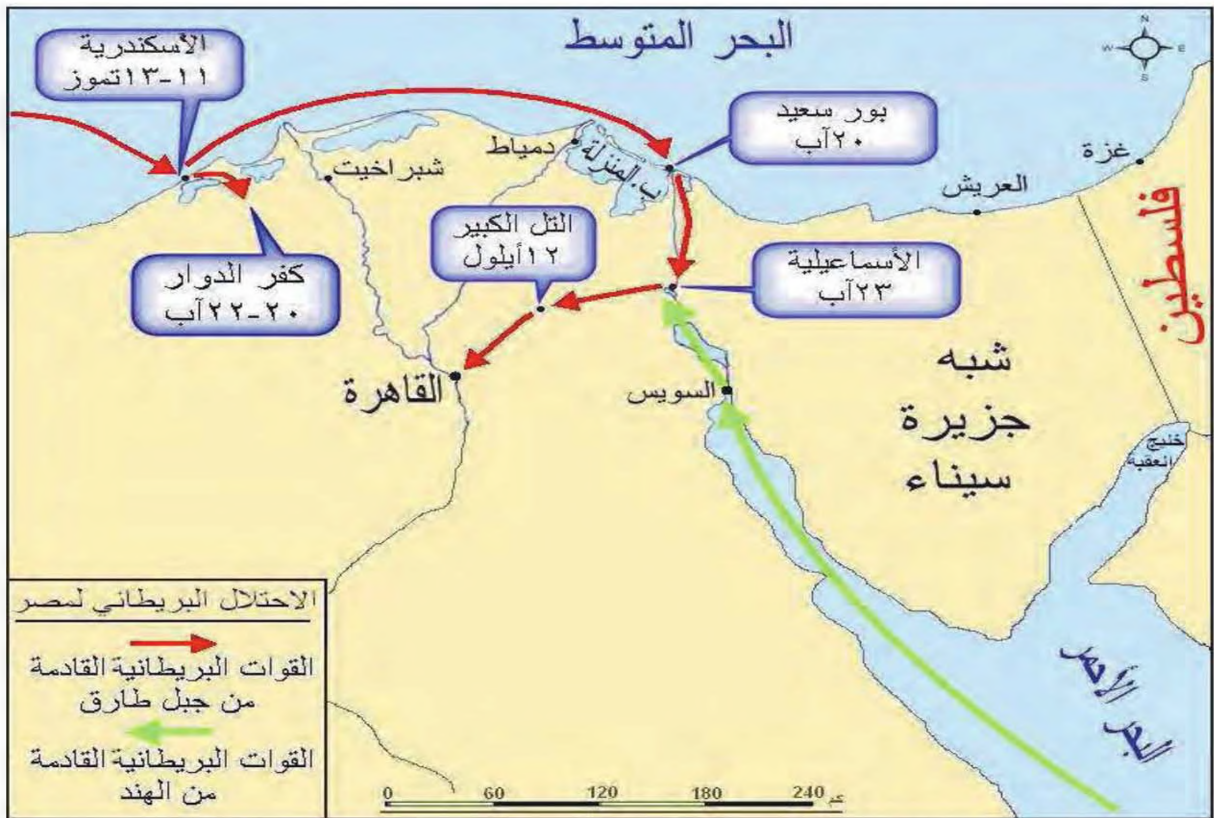 البحر المتوسط
N
W
E
S
الأسكندرية
١١-١٣تموز
بور سعيد
٢٠آب
غزة
دمياط
ب.المنزلة
شبراخيت
العريش
فلسطين
التل الكبير
١٢أيلول
الأسماعيلية
٢٣آب
كفر الدوار
٢٠-٢٢آب
شبه
جزيرة
سيناء
القاهرة
السويس
خليج
العقبة
البحر الأحمر
الاحتلال البريطاني لمصر
القوات البريطانية القادمة
من جبل طارق
القوات البريطانية القادمة
من الهند
0 60 120 180 240 كم